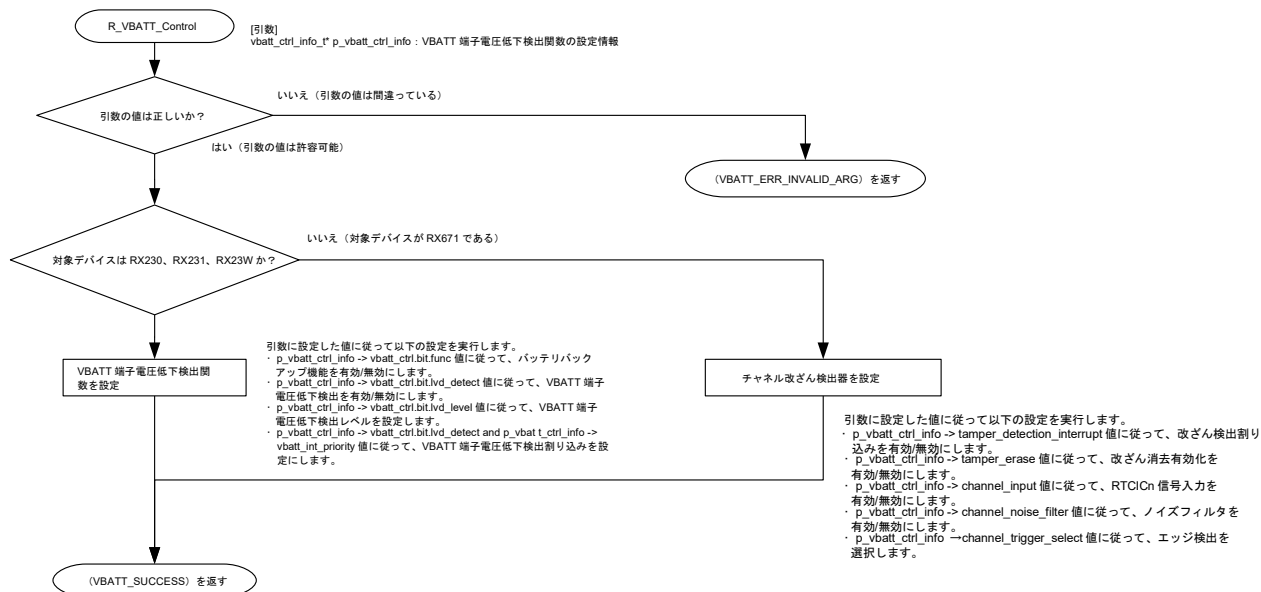 R_VBATT_Control
[引数]
vbatt_ctrl_info_t* p_vbatt_ctrl_info：VBATT 端子電圧低下検出関数の設定情報
いいえ（引数の値は間違っている）
引数の値は正しいか？
はい（引数の値は許容可能）
（VBATT_ERR_INVALID_ARG）を返す
いいえ（対象デバイスが RX671 である）
対象デバイスは RX230、RX231、RX23W か？
引数に設定した値に従って以下の設定を実行します。
・ p_vbatt_ctrl_info -> vbatt_ctrl.bit.func 値に従って、バッテリバック
アップ機能を有効/無効にします。
・ p_vbatt_ctrl_info -> vbatt_ctrl.bit.lvd_detect 値に従って、VBATT 端子
電圧低下検出を有効/無効にします。
・ p_vbatt_ctrl_info -> vbatt_ctrl.bit.lvd_level 値に従って、VBATT 端子
電圧低下検出レベルを設定します。
・ p_vbatt_ctrl_info -> vbatt_ctrl.bit.lvd_detect and p_vbat t_ctrl_info ->
vbatt_int_priority 値に従って、VBATT 端子電圧低下検出割り込みを設
定にします。
VBATT 端子電圧低下検出関
数を設定
チャネル改ざん検出器を設定
引数に設定した値に従って以下の設定を実行します。
・ p_vbatt_ctrl_info -> tamper_detection_interrupt 値に従って、改ざん検出割り
込みを有効/無効にします。
・ p_vbatt_ctrl_info -> tamper_erase 値に従って、改ざん消去有効化を
有効/無効にします。
・ p_vbatt_ctrl_info -> channel_input 値に従って、RTCICn 信号入力を
有効/無効にします。
・ p_vbatt_ctrl_info -> channel_noise_filter 値に従って、ノイズフィルタを
有効/無効にします。
・ p_vbatt_ctrl_info →channel_trigger_select 値に従って、エッジ検出を
選択します。
（VBATT_SUCCESS）を返す